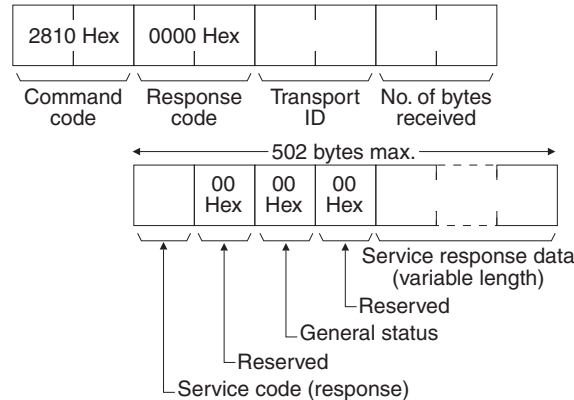 2810 Hex 0000 Hex
Command code
Response code
Transport ID
No. of bytes received
502 bytes max.
00 Hex
00 Hex
00 Hex
Service response data
(variable length)
Reserved
General status
Reserved
Service code (response)